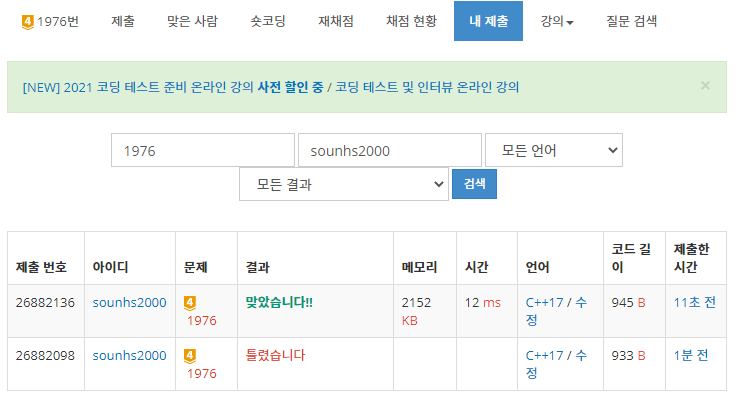 4 1976번 제출 맞은 사람 숏코딩 재채점 채점 현황 내 제출 강의 질문 검색
[NEW] 2021 코딩 테스트 준비 온라인 강의 사전 할인 중 / 코딩 테스트 및 인터뷰 온라인 강의 ×
1976 sounhs2000 모든 언어
모든 결과 검색
제출 번호 아이디 문제 결과 메모리 시간 언어 코드 길이 제출한 시간
26882136 sounhs2000 4 1976 맞았습니다!! 2152 KB 12 ms C++17 / 수정 945 B 11초 전
26882098 sounhs2000 4 1976 틀렸습니다 C++17 / 수정 933 B 1분 전